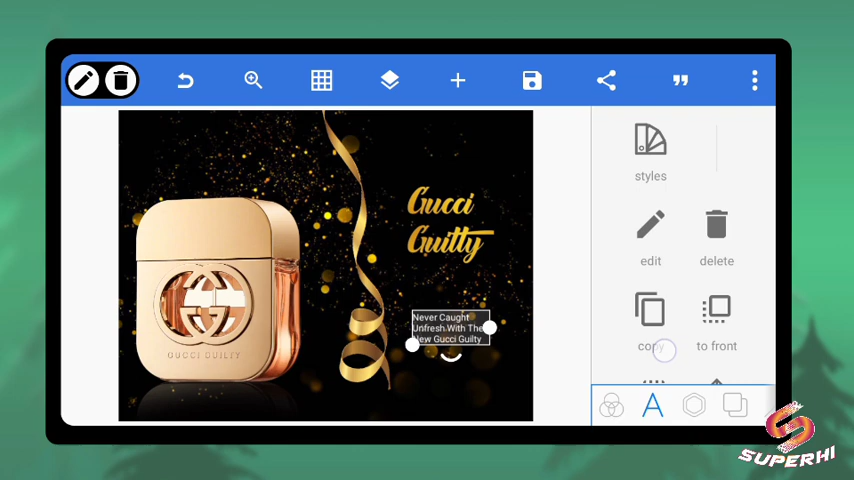 Gucci
Guilty
GUCCI GUILTY
Never Caught
Unfresh With The
New Gucci Guilty
styles
edit
delete
copy
to front
A
SUPERHI